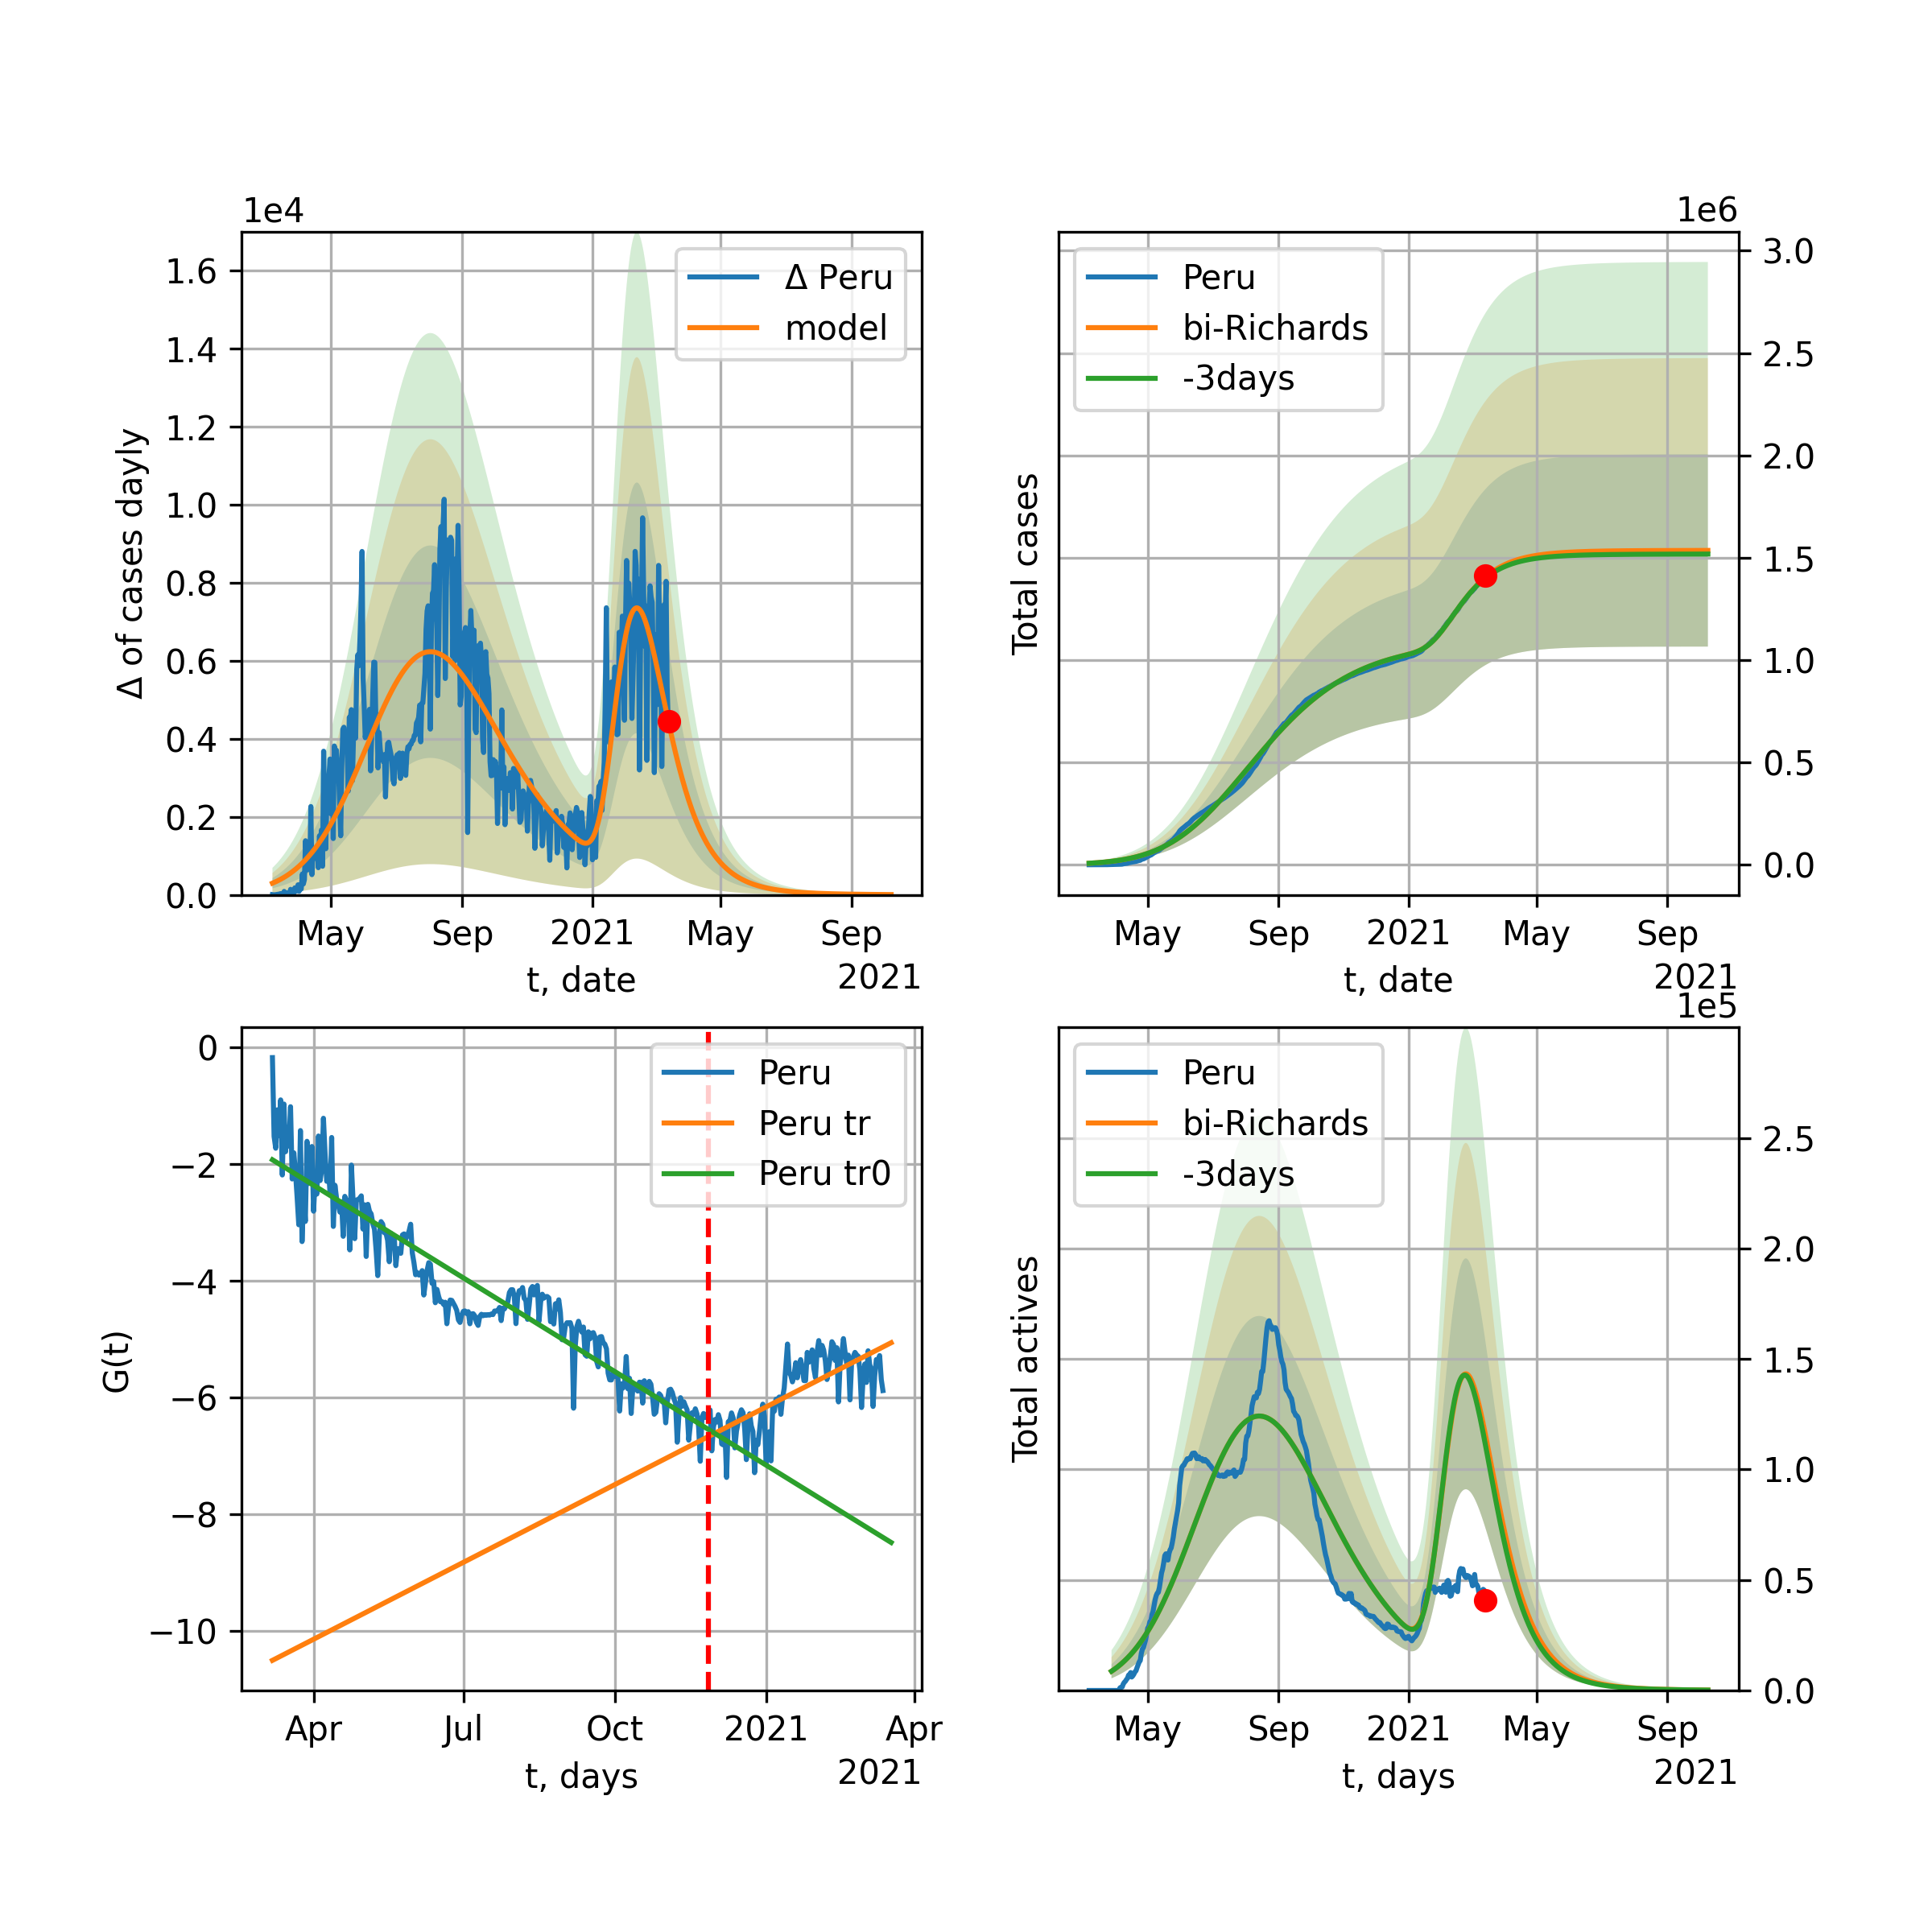 1e4
Δ of cases dayly
1.6
1.4
1.2
1.0
0.8
0.6
0.4
0.2
0.0
Δ Peru
model
May Sep 2021 May Sep
t, date
2021
1e6
Total cases
Peru
bi-Richards
-3days
3.0
2.5
2.0
1.5
1.0
0.5
0.0
May Sep 2021 May Sep
t, date
2021
G(t)
0
−2
−4
−6
−8
−10
Peru
Peru tr
Peru tr0
Apr Jul Oct 2021 Apr
t, days
2021
1e5
Total actives
Peru
bi-Richards
-3days
2.5
2.0
1.5
1.0
0.5
0.0
May Sep 2021 May Sep
t, days
2021